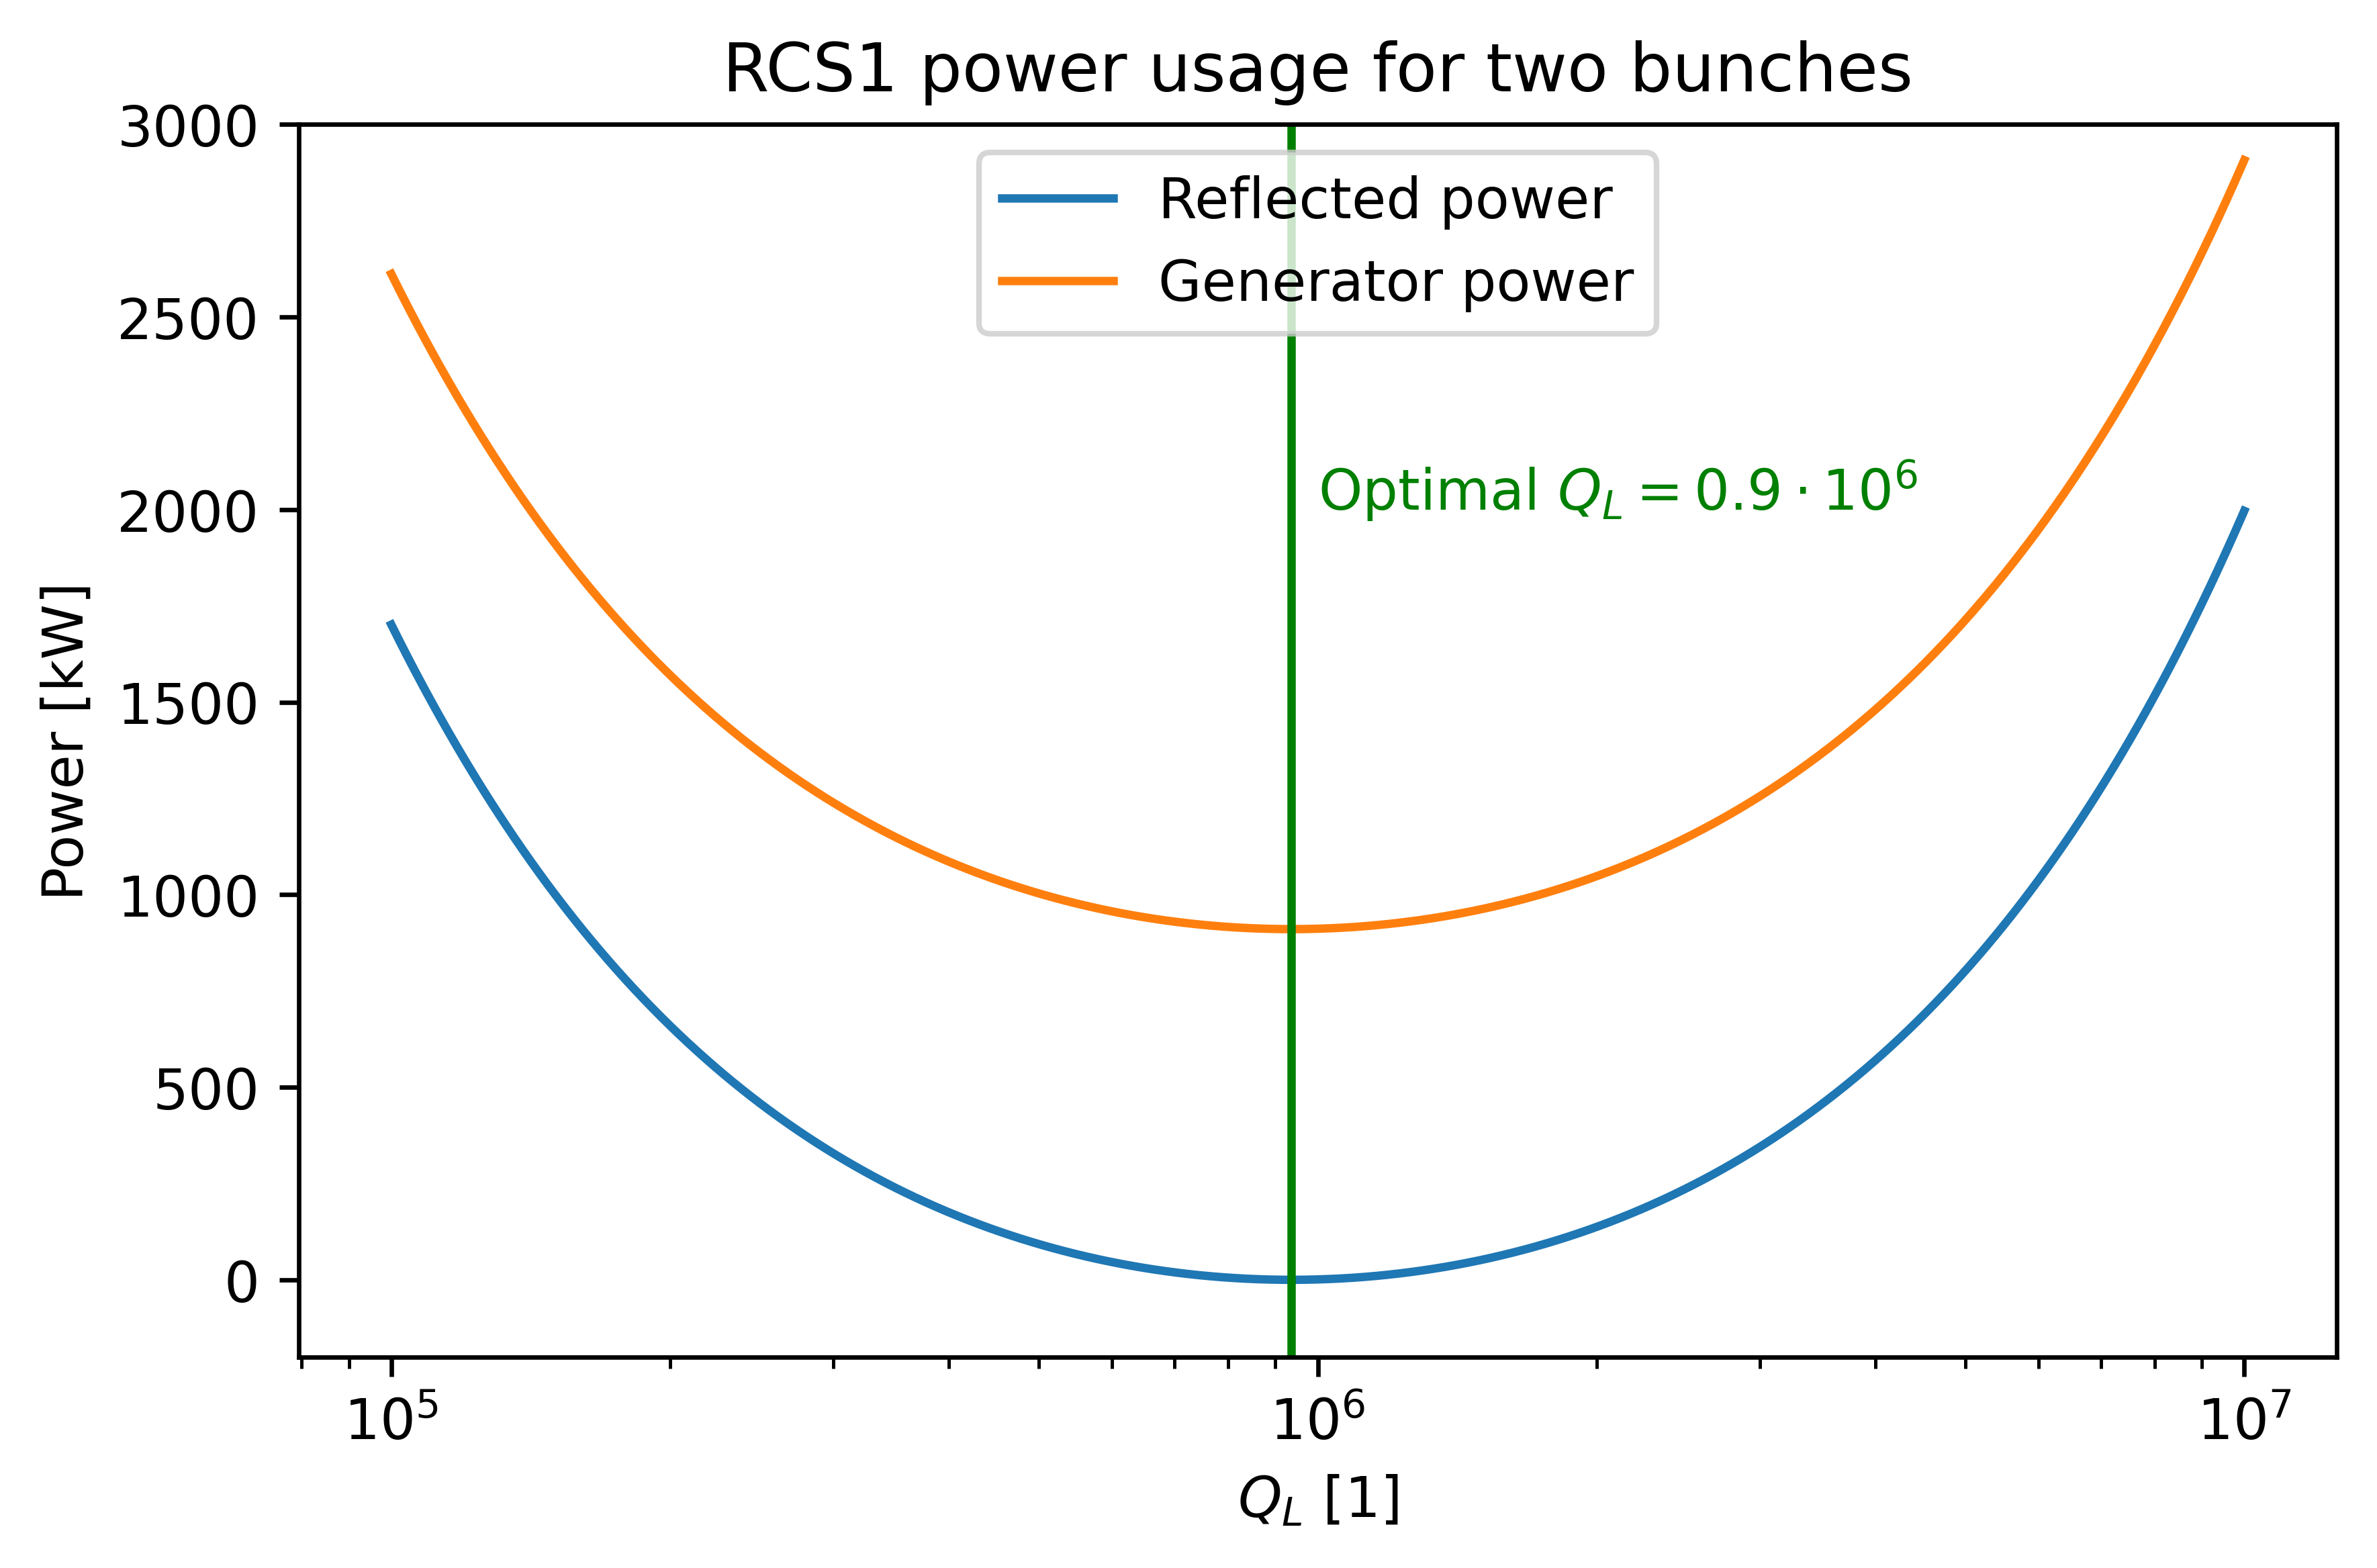 RCS1 power usage for two bunches
3000
2500
2000
1500
1000
500
0
Power [kW]
Reflected power
Generator power
Optimal $Q_L = 0.9 \cdot 10^6$
$10^5$
$10^6$
$10^7$
$Q_L$ [1]